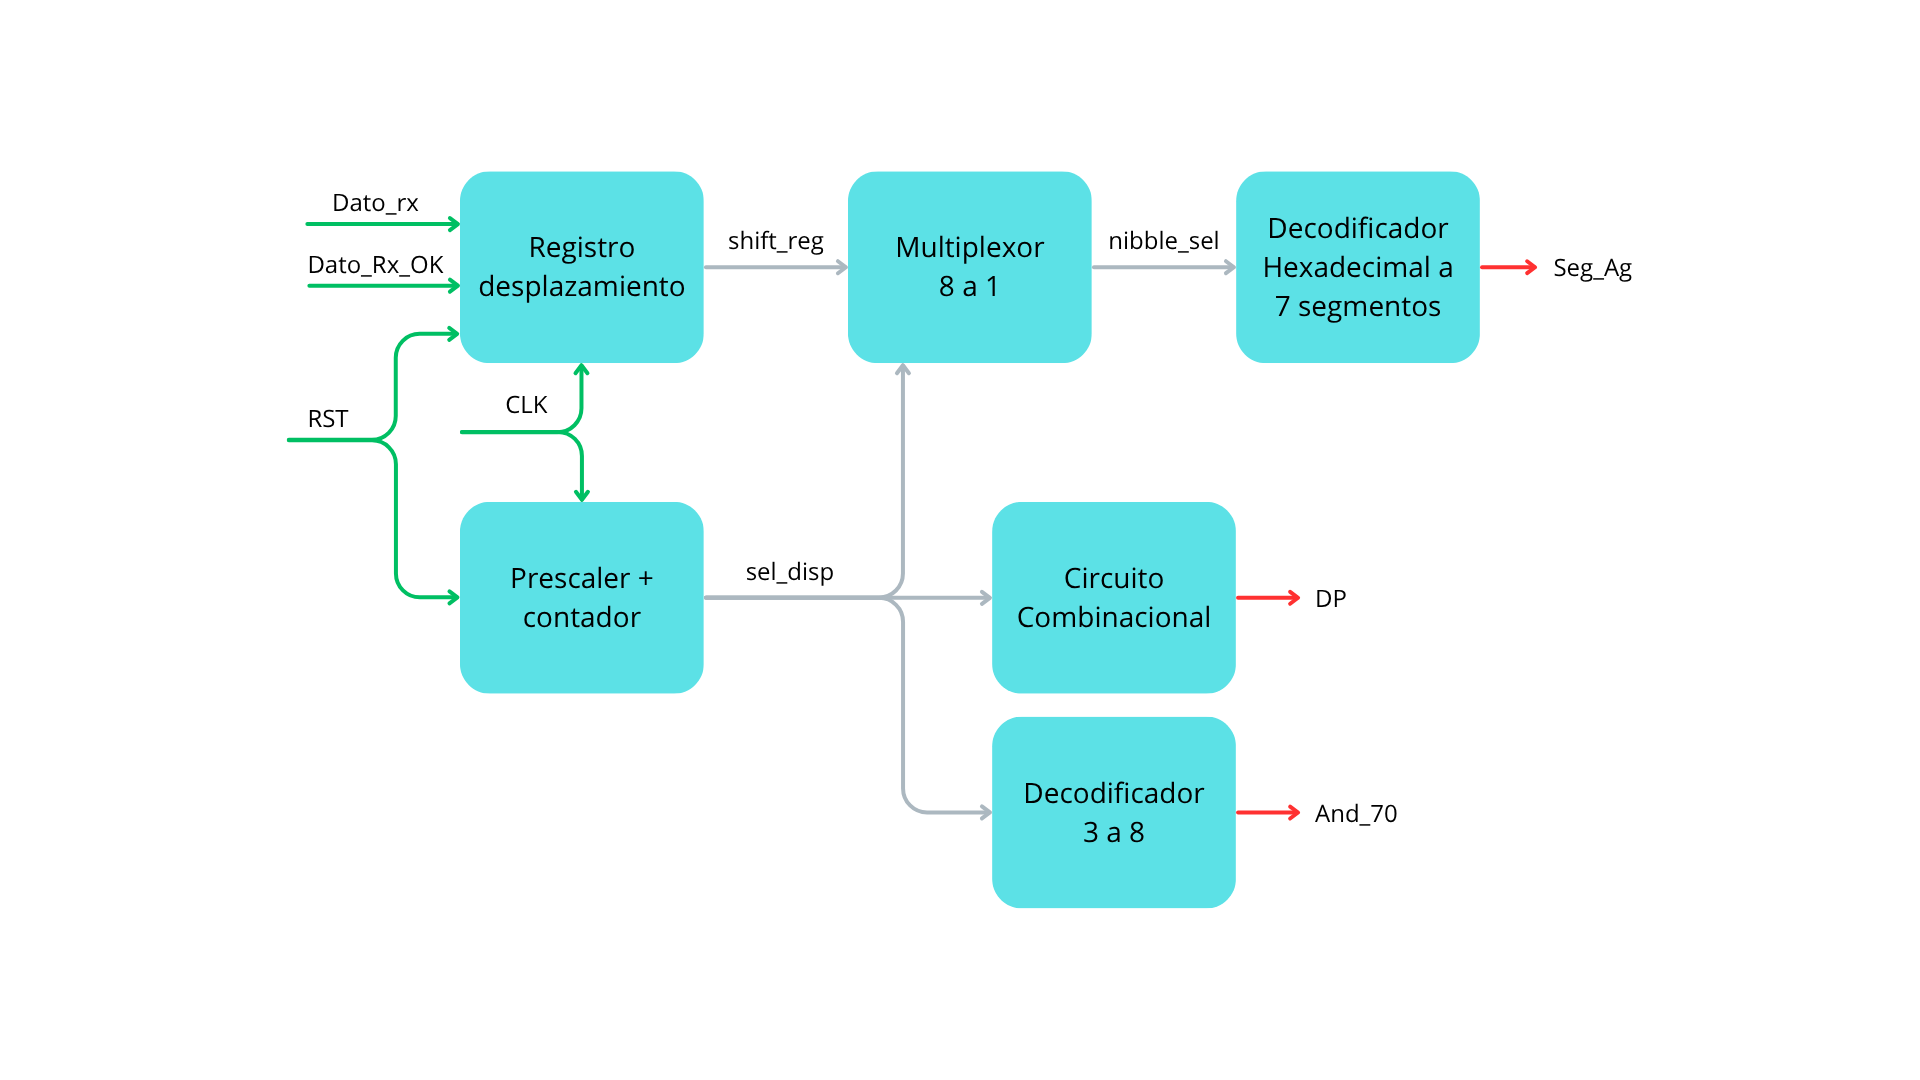 Dato_rx
Dato_Rx_OK
RST
CLK
Registro
desplazamiento
shift_reg
Multiplexor
8 a 1
nibble_sel
Decodificador
Hexadecimal a
7 segmentos
Seg_Ag
Prescaler +
contador
sel_disp
Circuito
Combinacional
DP
Decodificador
3 a 8
And_70